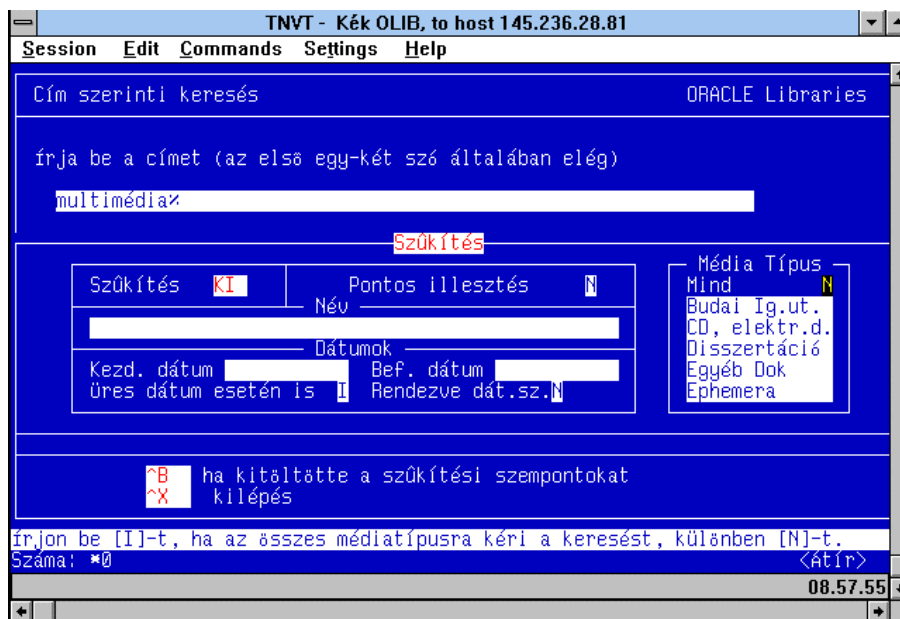 TNVT - Kék OLIB, to host 145.236.28.81
Session Edit Commands Settings Help
Cím szerinti keresés ORACLE Libraries
írja be a címet (az elsõ egy-két szó általában elég)
multimédia%
Szûkítés
Szûkítés KI Pontos illesztés N
Név
Dátumok
Kezd. dátum Bef. dátum
üres dátum esetén is I Rendezve dát.sz. N
Média Típus
Mind N
Budai Ig.ut.
CD, elektr.d.
Disszertáció
Egyéb Dok
Ephemera
^B ha kitöltötte a szûkítési szempontokat
^X kilépés
írjon be [I]-t, ha az összes médiatípusra kéri a keresést, különben [N]-t.
Száma: *0 <Átír>
08.57.55